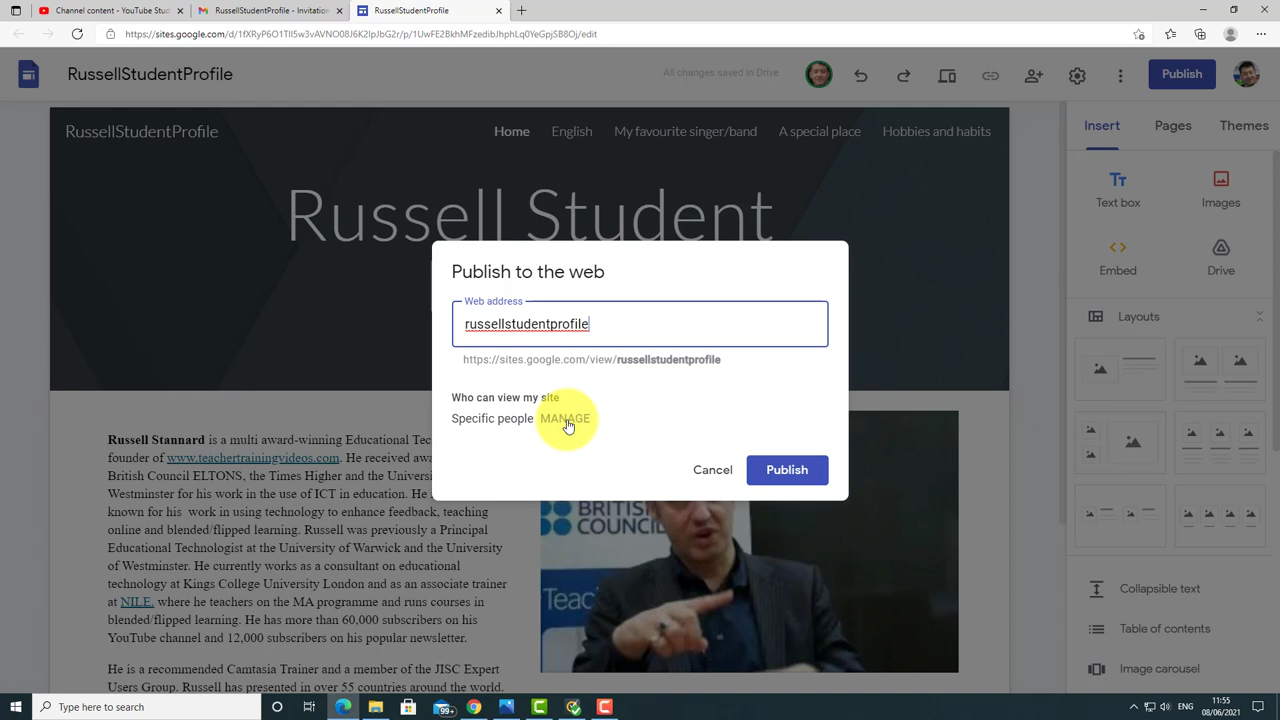 Channel content - YouTube Stud
RussellStudentProfile - Invitation
RussellStudentProfile
https://sites.google.com/d/1fXRyP6O1TlI5w3vAVNO08J6K2IpJbG2r/p/1UwFE2BkhMFzedibJhphLq0YeGpjSB8Oj/edit
RussellStudentProfile
All changes saved in Drive
Publish
RussellStudentProfile
Home
English
My favourite singer/band
A special place
Hobbies and habits
Insert
Pages
Themes
Russell Student
Text box
Images
Embed
Drive
Layouts
Publish to the web
Web address
russellstudentprofile
https://sites.google.com/view/russellstudentprofile
Who can view my site
Specific people MANAGE
Cancel
Publish
Russell Stannard is a multi award-winning Educational Tec
founder of www.teachertrainingvideos.com. He received awa
British Council ELTONS, the Times Higher and the Universi
Westminster for his work in the use of ICT in education. He
known for his work in using technology to enhance feedback, teaching
online and blended/flipped learning. Russell was previously a Principal
Educational Technologist at the University of Warwick and the University
of Westminster. He currently works as a consultant on educational
technology at Kings College University London and as an associate trainer
at NILE, where he teachers on the MA programme and runs courses in
blended/flipped learning. He has more than 60,000 subscribers on his
YouTube channel and 12,000 subscribers on his popular newsletter.
He is a recommended Camtasia Trainer and a member of the JISC Expert
Users Group. Russell has presented in over 55 countries around the world.
BRITISH
COUNCIL
Teac
Collapsible text
Table of contents
Image carousel
Type here to search
99+
ENG
11:55
08/06/2021